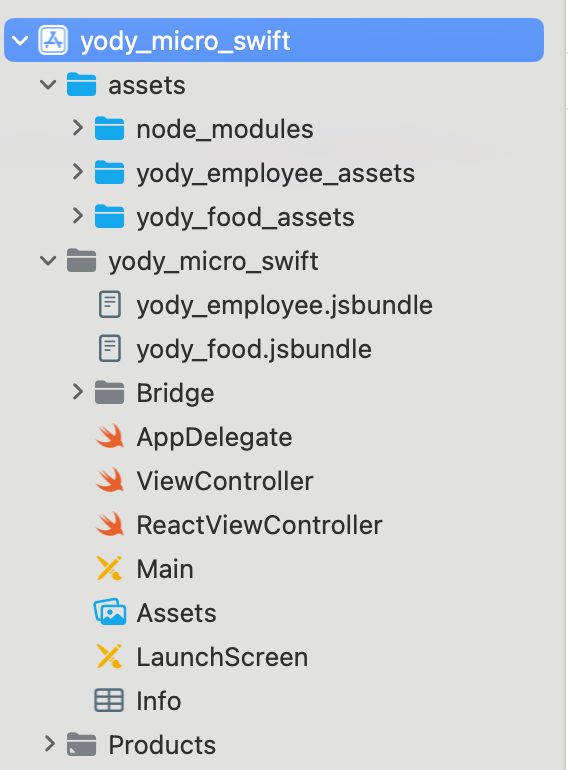 yody_micro_swift
assets
node_modules
yody_employee_assets
yody_food_assets
yody_micro_swift
yody_employee.jsbundle
yody_food.jsbundle
Bridge
AppDelegate
ViewController
ReactViewController
Main
Assets
LaunchScreen
Info
Products